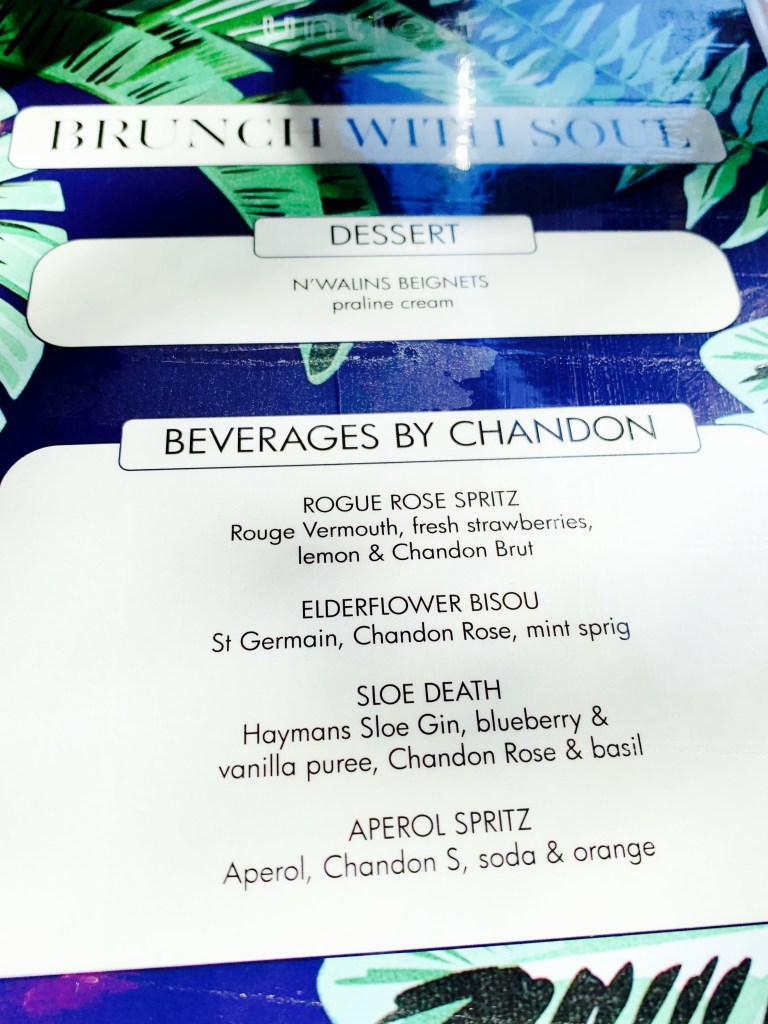 BRUNCH WITH SOUL
DESSERT
N'WALINS BEIGNETS
praline cream
BEVERAGES BY CHANDON
ROGUE ROSE SPRITZ
Rouge Vermouth, fresh strawberries,
lemon & Chandon Brut
ELDERFLOWER BISOU
St Germain, Chandon Rose, mint sprig
SLOE DEATH
Haymans Sloe Gin, blueberry &
vanilla puree, Chandon Rose & basil
APEROL SPRITZ
Aperol, Chandon S, soda & orange